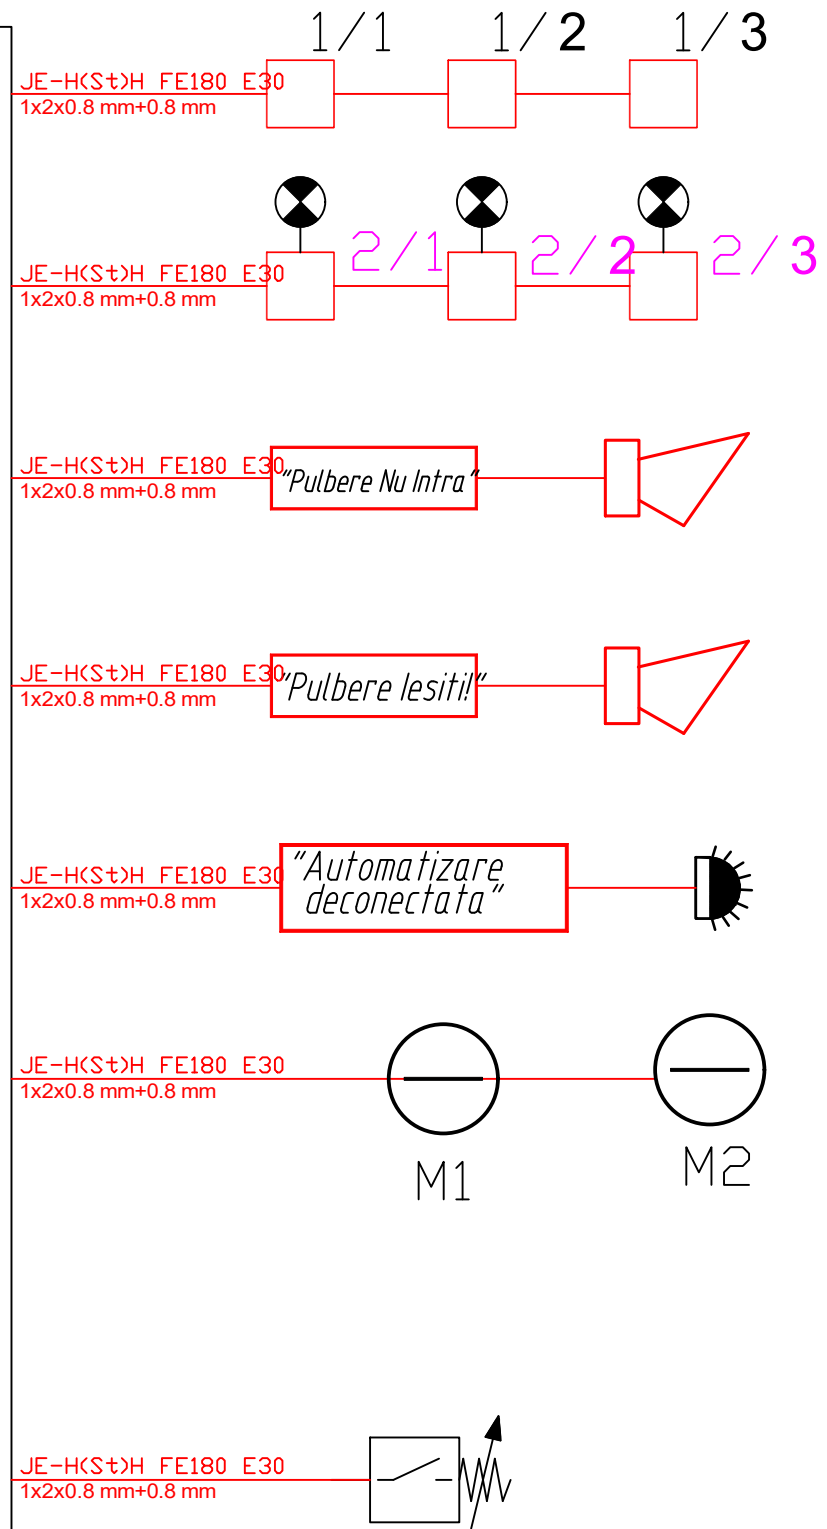 1/1 1/2 1/3
JE-H(St)H FE180 E30
1x2x0.8 mm+0.8 mm
2/1 2/2 2/3
JE-H(St)H FE180 E30
1x2x0.8 mm+0.8 mm
JE-H(St)H FE180 E30
1x2x0.8 mm+0.8 mm
"Pulbere Nu Intra"
JE-H(St)H FE180 E30
1x2x0.8 mm+0.8 mm
"Pulbere Iesiti!"
JE-H(St)H FE180 E30
1x2x0.8 mm+0.8 mm
"Automatizare
deconectata"
JE-H(St)H FE180 E30
1x2x0.8 mm+0.8 mm
M1 M2
JE-H(St)H FE180 E30
1x2x0.8 mm+0.8 mm